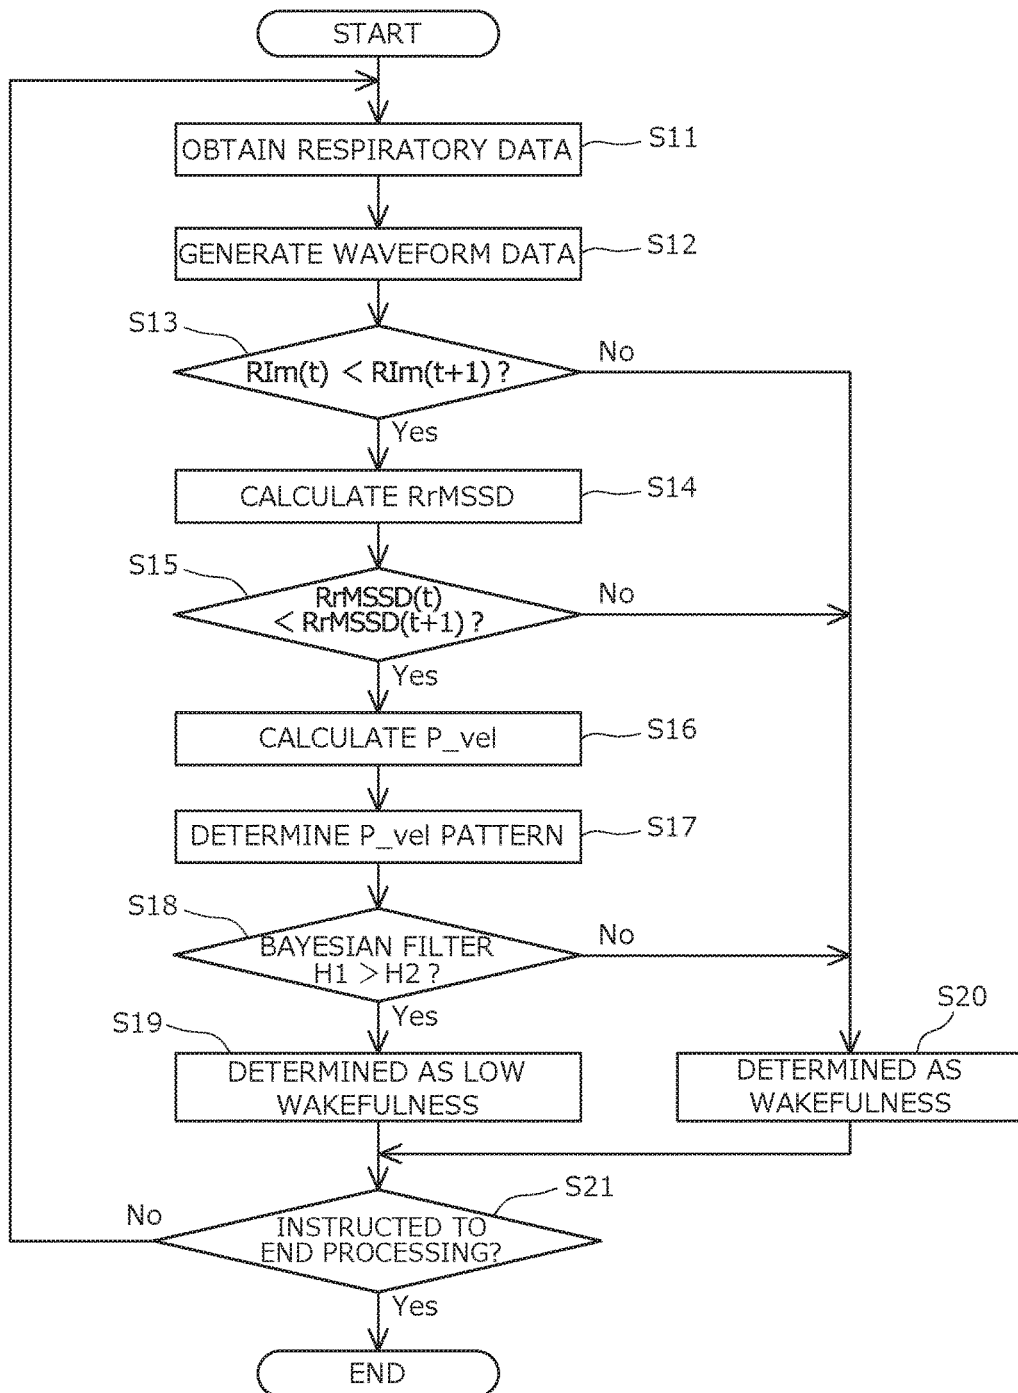 START
OBTAIN RESPIRATORY DATA
S11
GENERATE WAVEFORM DATA
S12
S13
RIm(t) < RIm(t+1) ?
No
Yes
CALCULATE RrMSSD
S14
S15
RrMSSD(t)
< RrMSSD(t+1) ?
No
Yes
CALCULATE P_vel
S16
DETERMINE P_vel PATTERN
S17
S18
BAYESIAN FILTER
H1 > H2 ?
No
Yes
S19
DETERMINED AS LOW
WAKEFULNESS
S20
DETERMINED AS
WAKEFULNESS
S21
INSTRUCTED TO
END PROCESSING?
No
Yes
END